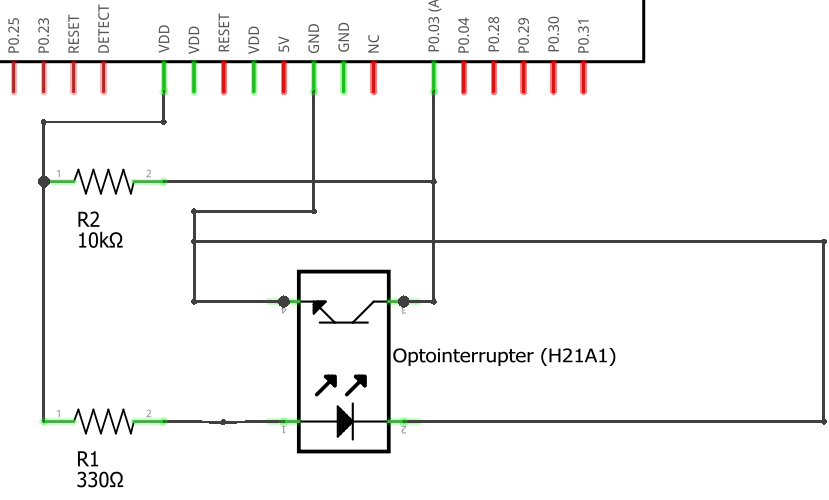 P0.25 P0.23 RESET DETECT VDD VDD RESET VDD 5V GND GND NC P0.03 (A P0.04 P0.28 P0.29 P0.30 P0.31
1 2
R2
10kΩ
4 3
Optointerrupter (H21A1)
1 2 1 2
R1
330Ω